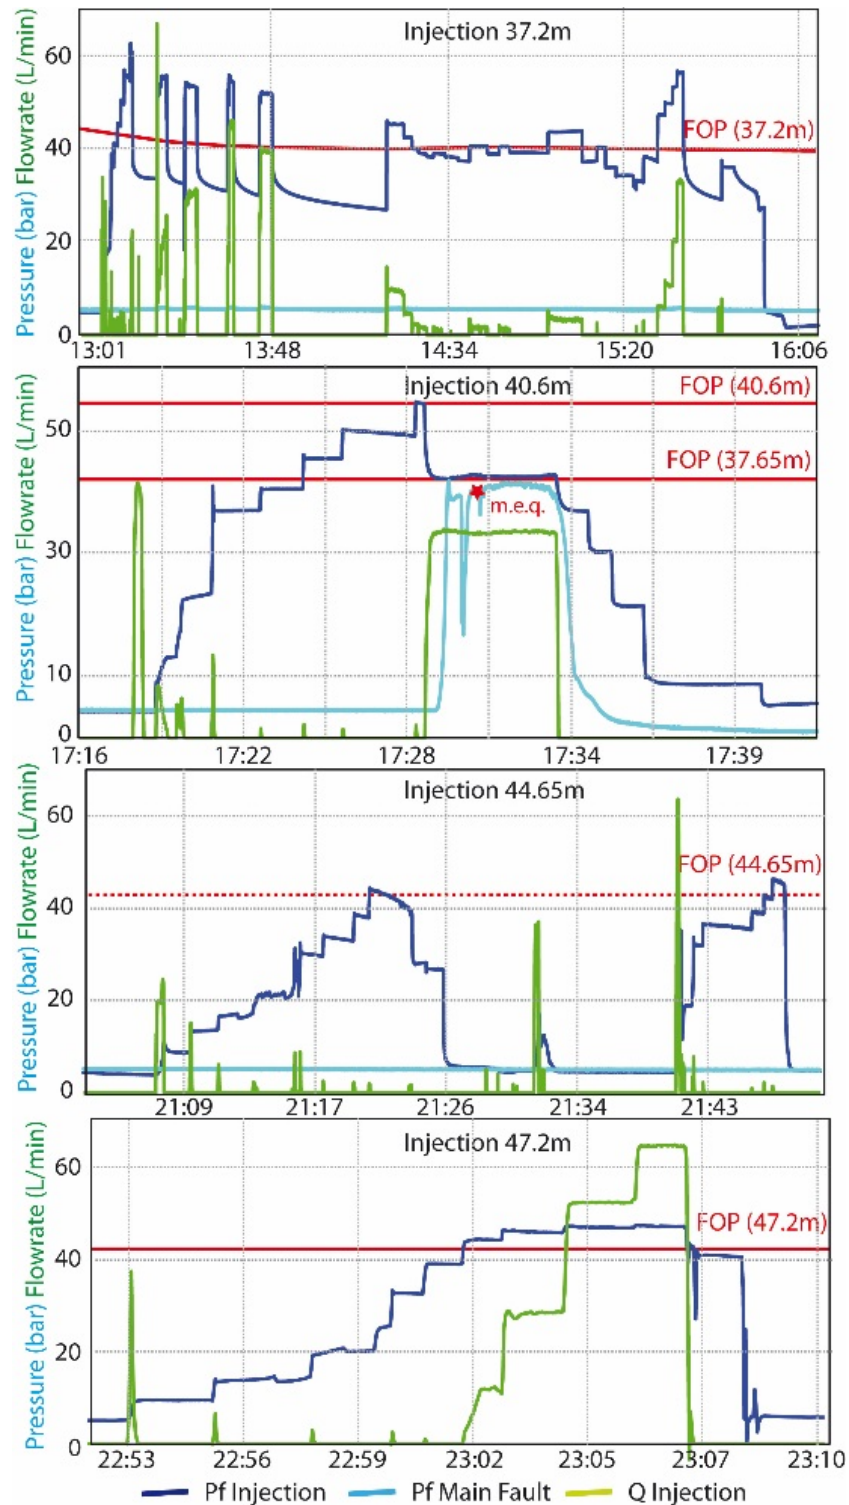 Injection 37.2m
Pressure (bar) Flowrate (L/min)
60
40
20
0
FOP (37.2m)
13:01 13:48 14:34 15:20 16:06
Injection 40.6m
Pressure (bar) Flowrate (L/min)
50
30
10
0
FOP (40.6m)
FOP (37.65m)
m.e.q.
17:16 17:22 17:28 17:34 17:39
Injection 44.65m
Pressure (bar) Flowrate (L/min)
60
40
20
0
FOP (44.65m)
21:09 21:17 21:26 21:34 21:43
Injection 47.2m
Pressure (bar) Flowrate (L/min)
60
40
20
0
FOP (47.2m)
22:53 22:56 22:59 23:02 23:05 23:07 23:10
Pf Injection Pf Main Fault Q Injection